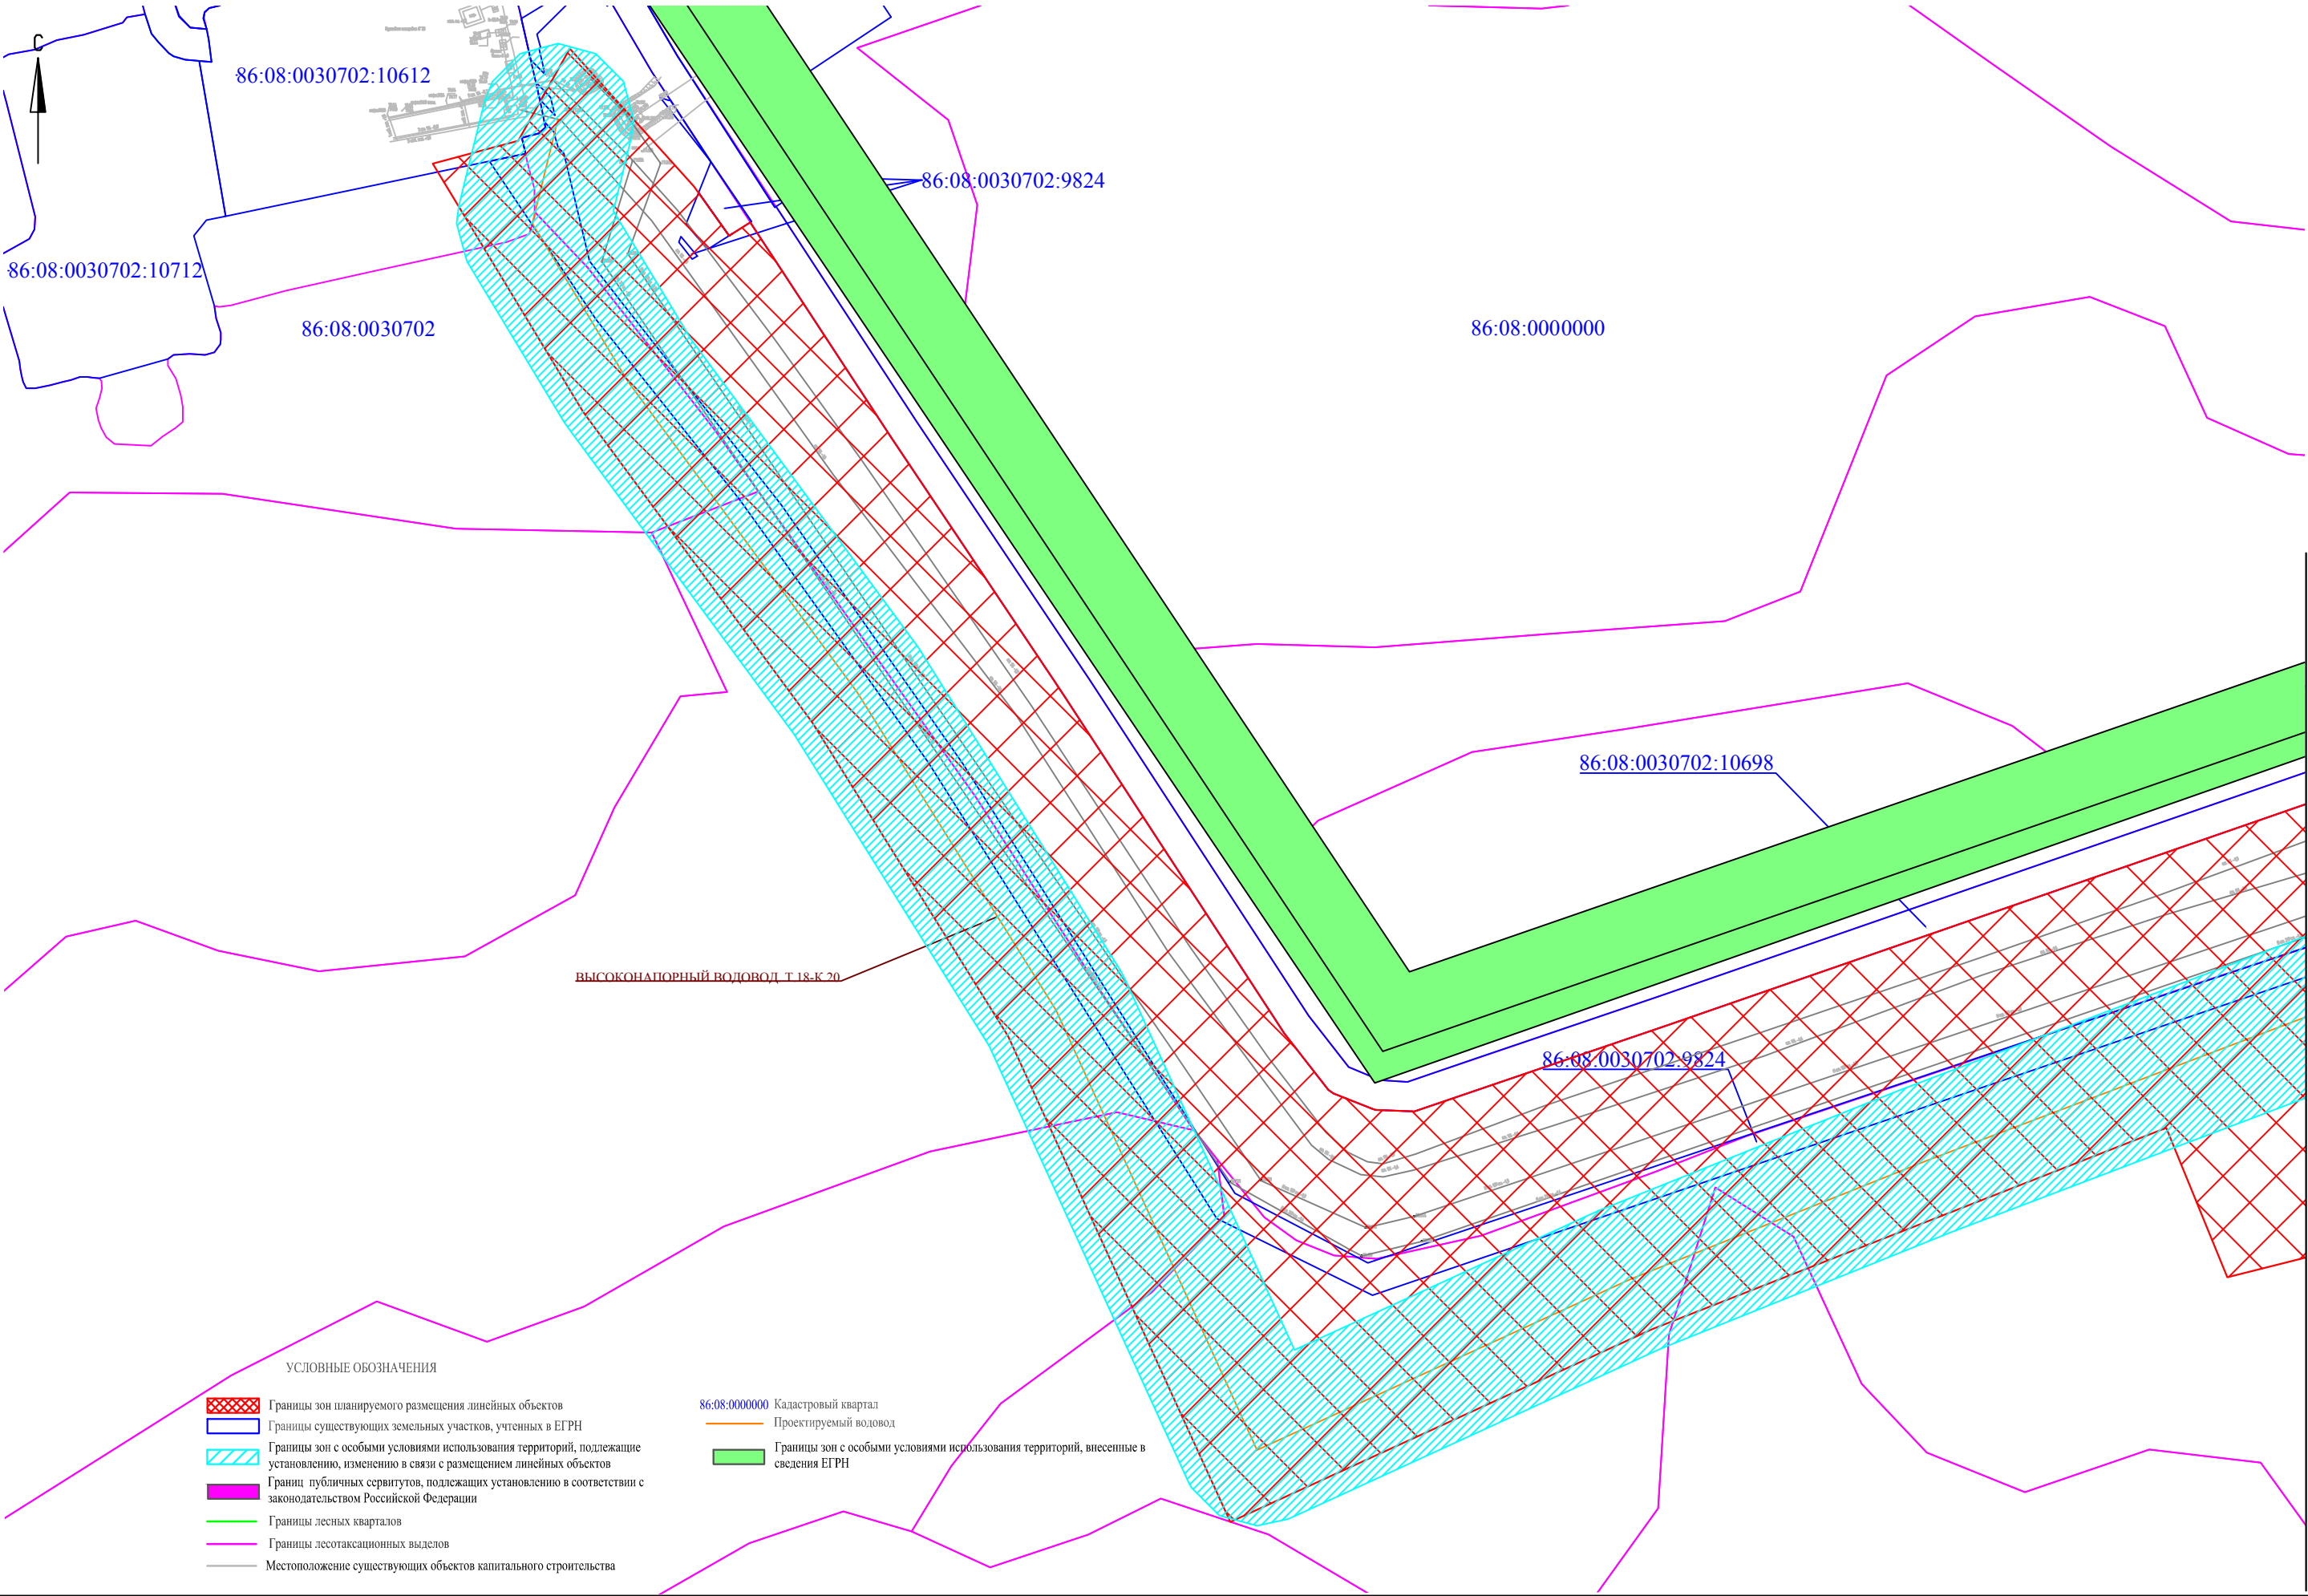 С
86:08:0030702:10612
86:08:0030702:9824
86:08:0030702:10712
86:08:0030702
86:08:0000000
86:08:0030702:10698
ВЫСОКОНАПОРНЫЙ ВОДОВОД Т.18-К.20
86:08:0030702:9824
УСЛОВНЫЕ ОБОЗНАЧЕНИЯ
Границы зон планируемого размещения линейных объектов
Границы существующих земельных участков, учтенных в ЕГРН
Границы зон с особыми условиями использования территорий, подлежащие
установлению, изменению в связи с размещением линейных объектов
Границ публичных сервитутов, подлежащих установлению в соответствии с
законодательством Российской Федерации
Границы лесных кварталов
Границы лесотаксационных выделов
Местоположение существующих объектов капитального строительства
86:08:0000000 Кадастровый квартал
Проектируемый водовод
Границы зон с особыми условиями использования территорий, внесенные в
сведения ЕГРН